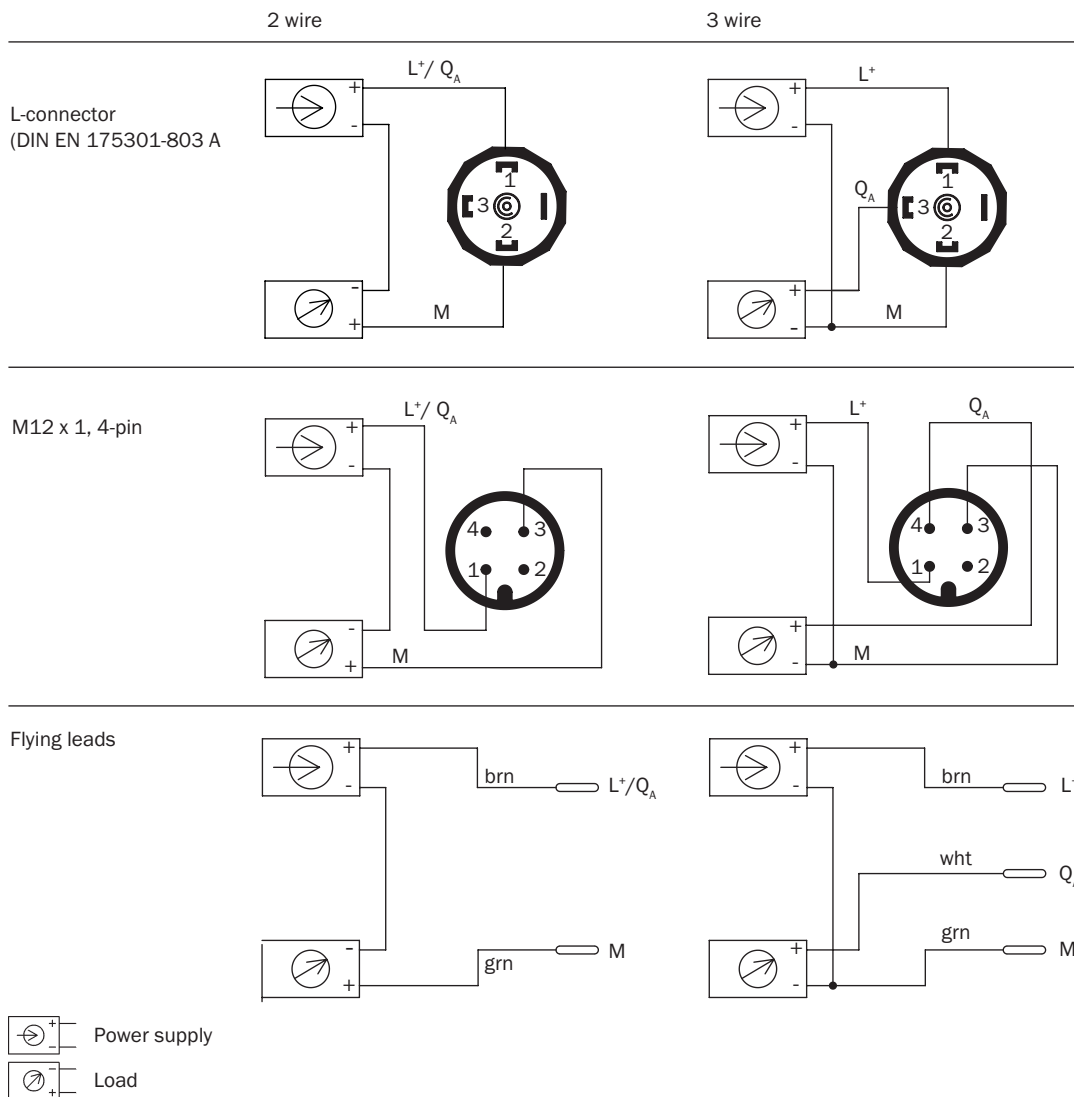 2 wire 3 wire
L-connector
(DIN EN 175301-803 A
+ L⁺/ Q_A
-
1
3
2
-
+ M
+ L⁺
-
Q_A
1
3
2
+
- M
M12 x 1, 4-pin
+ L⁺/ Q_A
-
4 3
1 2
-
+ M
+ L⁺ Q_A
-
4 3
1 2
+
- M
Flying leads
+
- brn L⁺/Q_A
-
+ grn M
+
- brn L⁺
wht Q
+ grn M
-
+ - Power supply
- + Load